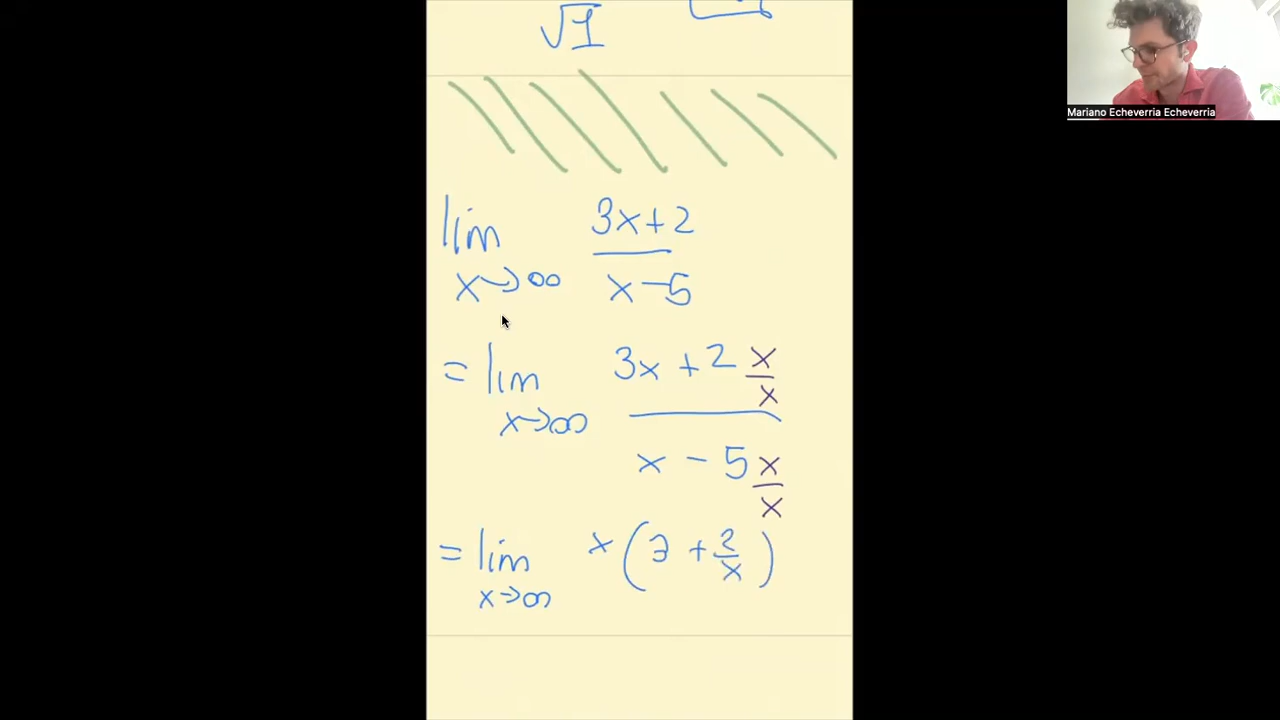 √1
Mariano Echeverria Echeverria
lim 3x+2
x→∞ x-5
= lim 3x + 2 x/x
x→∞ x - 5 x/x
= lim x(3 + 2/x)
x→∞